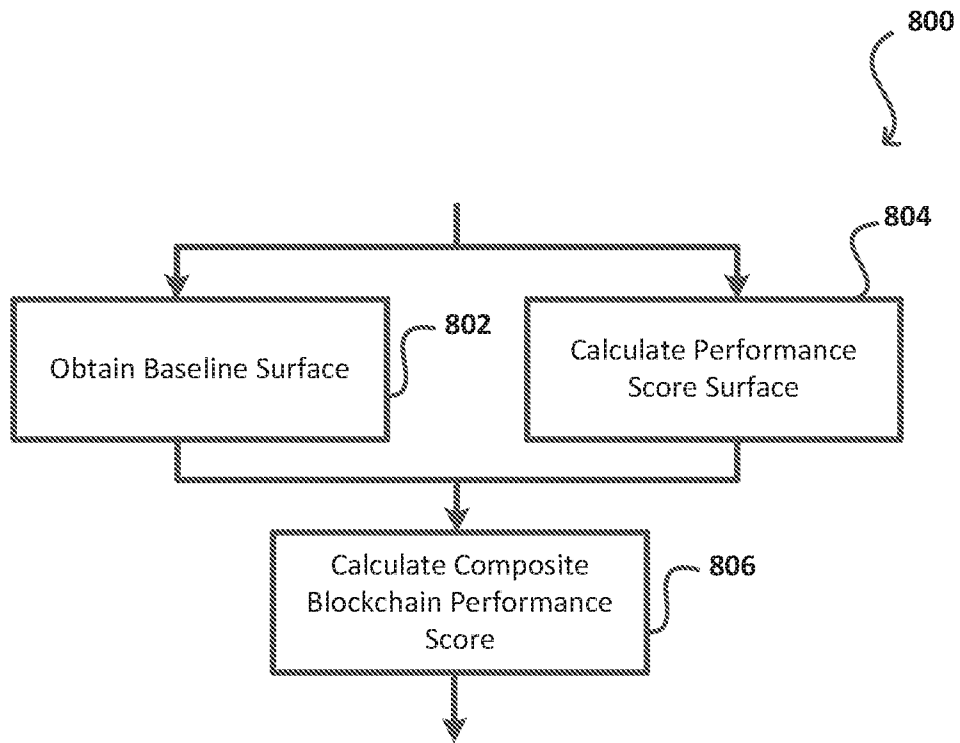 800
804
802
Obtain Baseline Surface
Calculate Performance
Score Surface
806
Calculate Composite
Blockchain Performance
Score